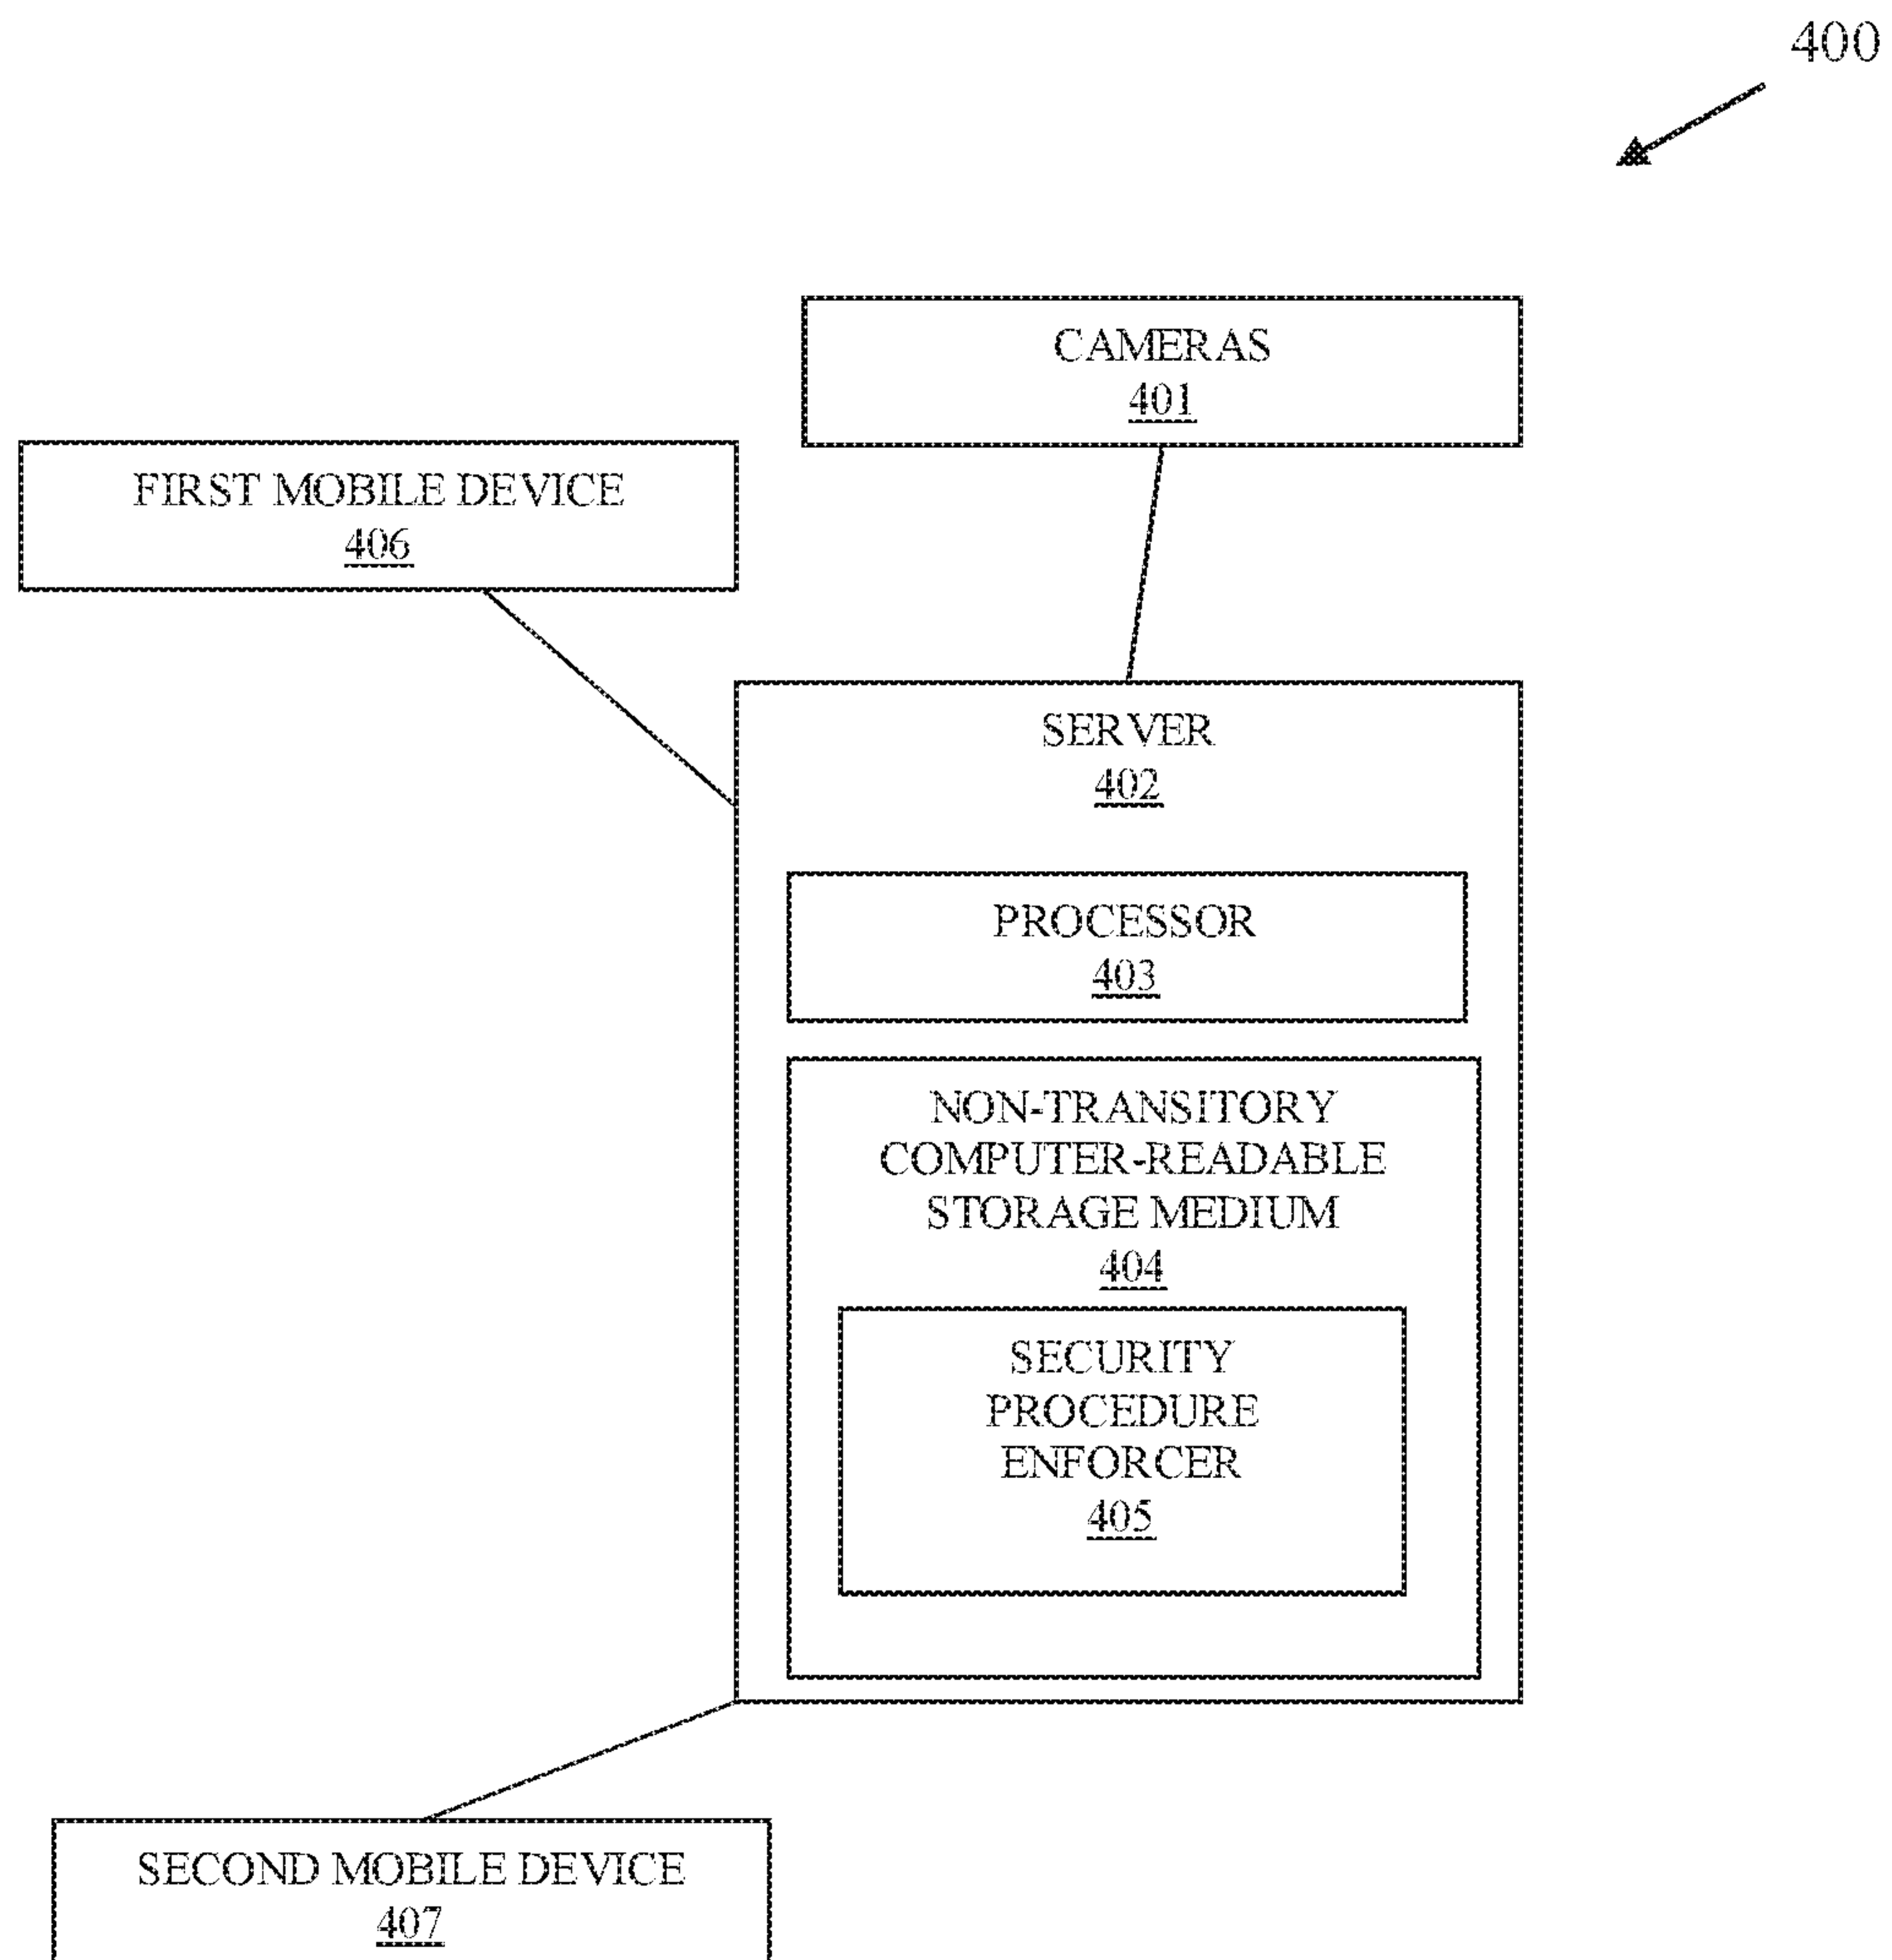 400
CAMERAS
401
FIRST MOBILE DEVICE
406
SERVER
402
PROCESSOR
403
NON-TRANSITORY
COMPUTER-READABLE
STORAGE MEDIUM
404
SECURITY
PROCEDURE
ENFORCER
405
SECOND MOBILE DEVICE
407